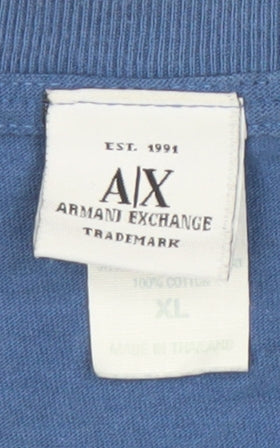 EST. 1991
A|X
ARMANI EXCHANGE
TRADEMARK
100% COTTON
XL
MADE IN THAILAND